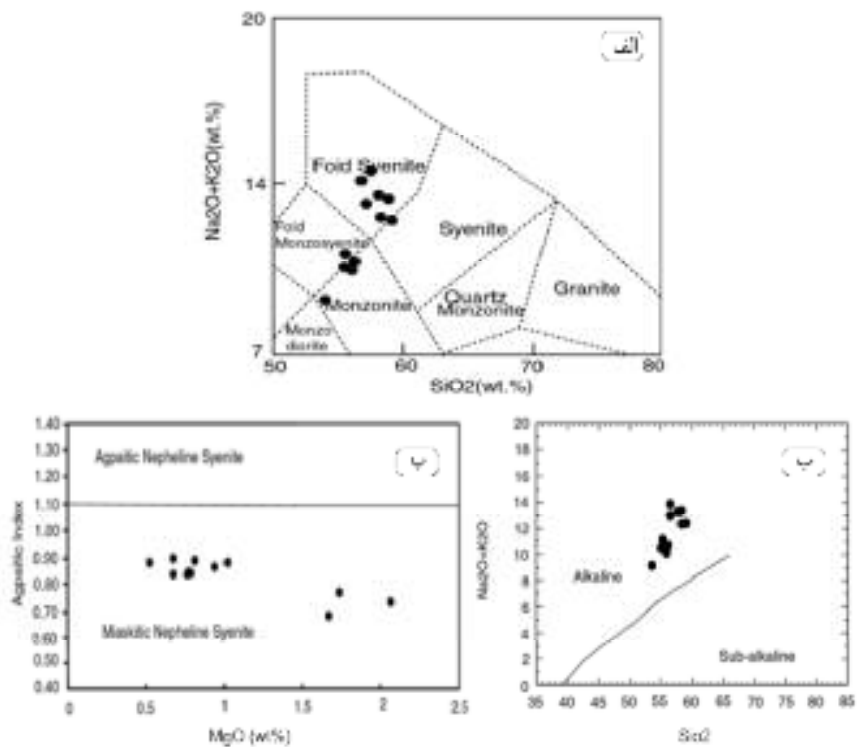 20
الف
Na2O+K2O(wt.%)
Foid Syenite
14
Foid
Monzosyenite
Syenite
Monzonite
Quartz
Monzonite
Granite
Monzo
diorite
7
50
60
70
80
SiO2(wt.%)
1.40
1.30
1.20
1.10
1.00
0.90
0.80
0.70
0.60
0.50
0.40
Agpaitic Index
Agpaitic Nepheline Syenite
ب
Miaskitic Nepheline Syenite
0
0.5
1
1.5
2
2.5
MgO (wt%)
20
18
16
14
12
10
8
6
4
2
0
Na2O+K2O
Alkaline
Sub-alkaline
35
40
45
50
55
60
65
70
75
80
85
Sio2